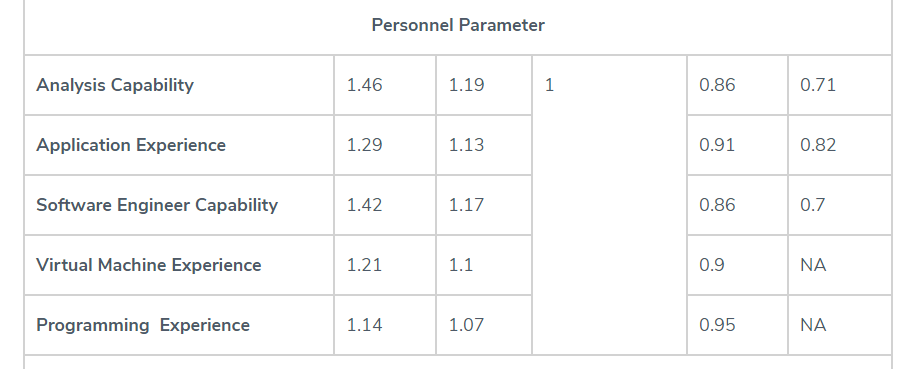 Personnel Parameter
Analysis Capability 1.46 1.19 1 0.86 0.71
Application Experience 1.29 1.13 0.91 0.82
Software Engineer Capability 1.42 1.17 0.86 0.7
Virtual Machine Experience 1.21 1.1 0.9 NA
Programming  Experience 1.14 1.07 0.95 NA